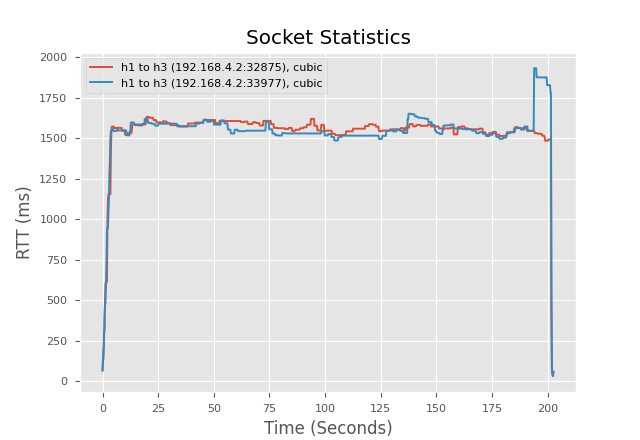 Socket Statistics
h1 to h3 (192.168.4.2:32875), cubic
h1 to h3 (192.168.4.2:33977), cubic
2000
1750
1500
1250
1000
750
500
250
0
RTT (ms)
0 25 50 75 100 125 150 175 200
Time (Seconds)